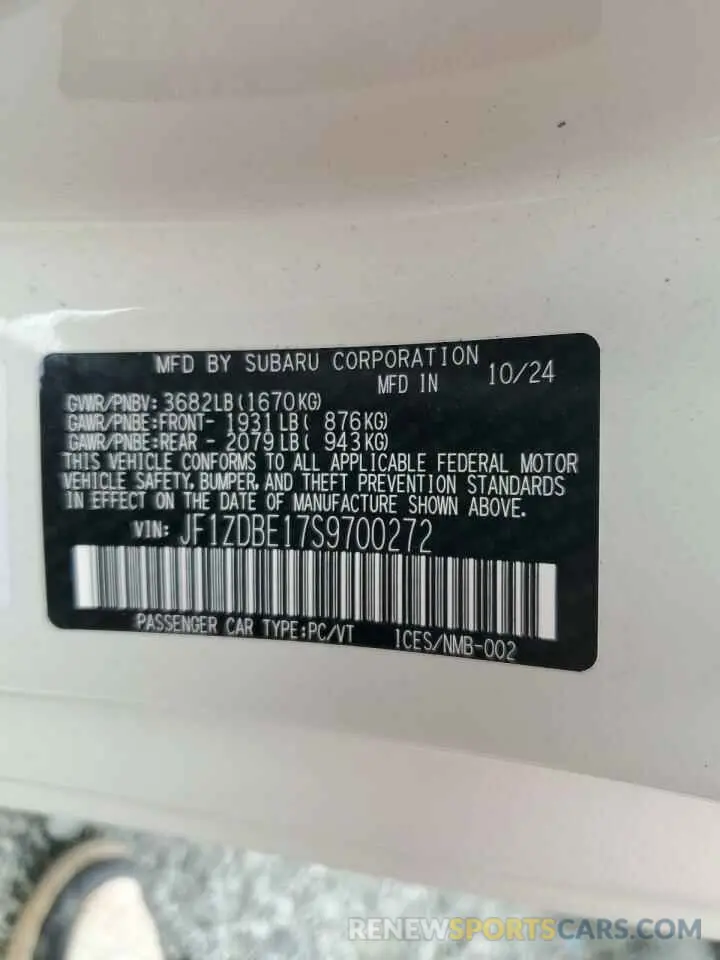 MFD BY SUBARU CORPORATION
MFD IN 10/24
GVWR/PNBV: 3682LB(1670KG)
GAWR/PNBE:FRONT- 1931LB( 876KG)
GAWR/PNBE:REAR - 2079LB( 943KG)
THIS VEHICLE CONFORMS TO ALL APPLICABLE FEDERAL MOTOR
VEHICLE SAFETY, BUMPER, AND THEFT PREVENTION STANDARDS
IN EFFECT ON THE DATE OF MANUFACTURE SHOWN ABOVE.
VIN: JF1ZDBE17S9700272
PASSENGER CAR TYPE:PC/VT ICES/NMB-002
RENEWSPORTSCARS.COM